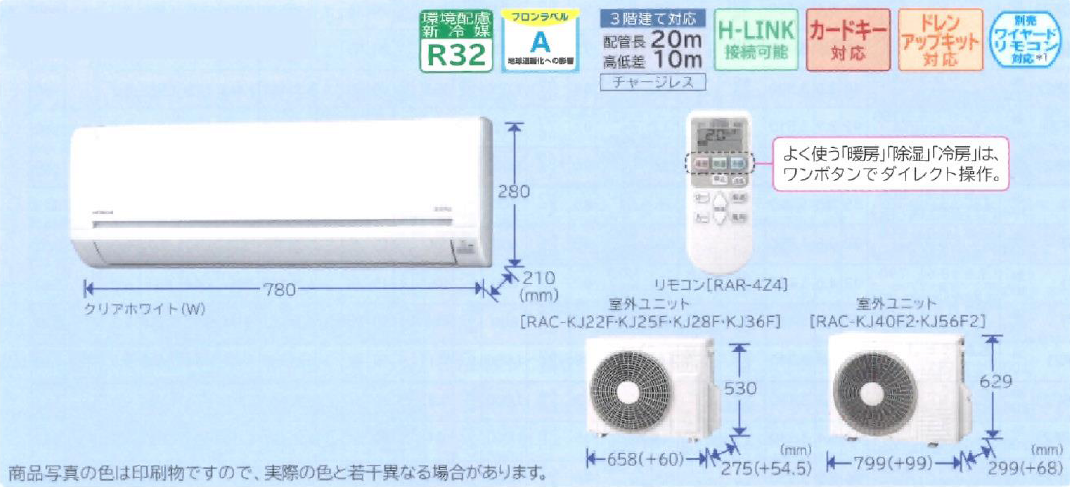 環境配慮
新冷媒
R32
フロンラベル
A
地球温暖化への影響
3階建て対応
配管長 20m
高低差 10m
チャージレス
H-LINK
接続可能
カードキー
対応
ドレン
アップキット
対応
別売
ワイヤード
リモコン
対応※1
HITACHI
280
780
210
(mm)
クリアホワイト(W)
よく使う「暖房」「除湿」「冷房」は、
ワンボタンでダイレクト操作。
リモコン[RAR-4Z4]
室外ユニット
[RAC-KJ22F・KJ25F・KJ28F・KJ36F]
530
658(+60)
(mm)
275(+54.5)
室外ユニット
[RAC-KJ40F2・KJ56F2]
629
799(+99)
(mm)
299(+68)
商品写真の色は印刷物ですので、実際の色と若干異なる場合があります。